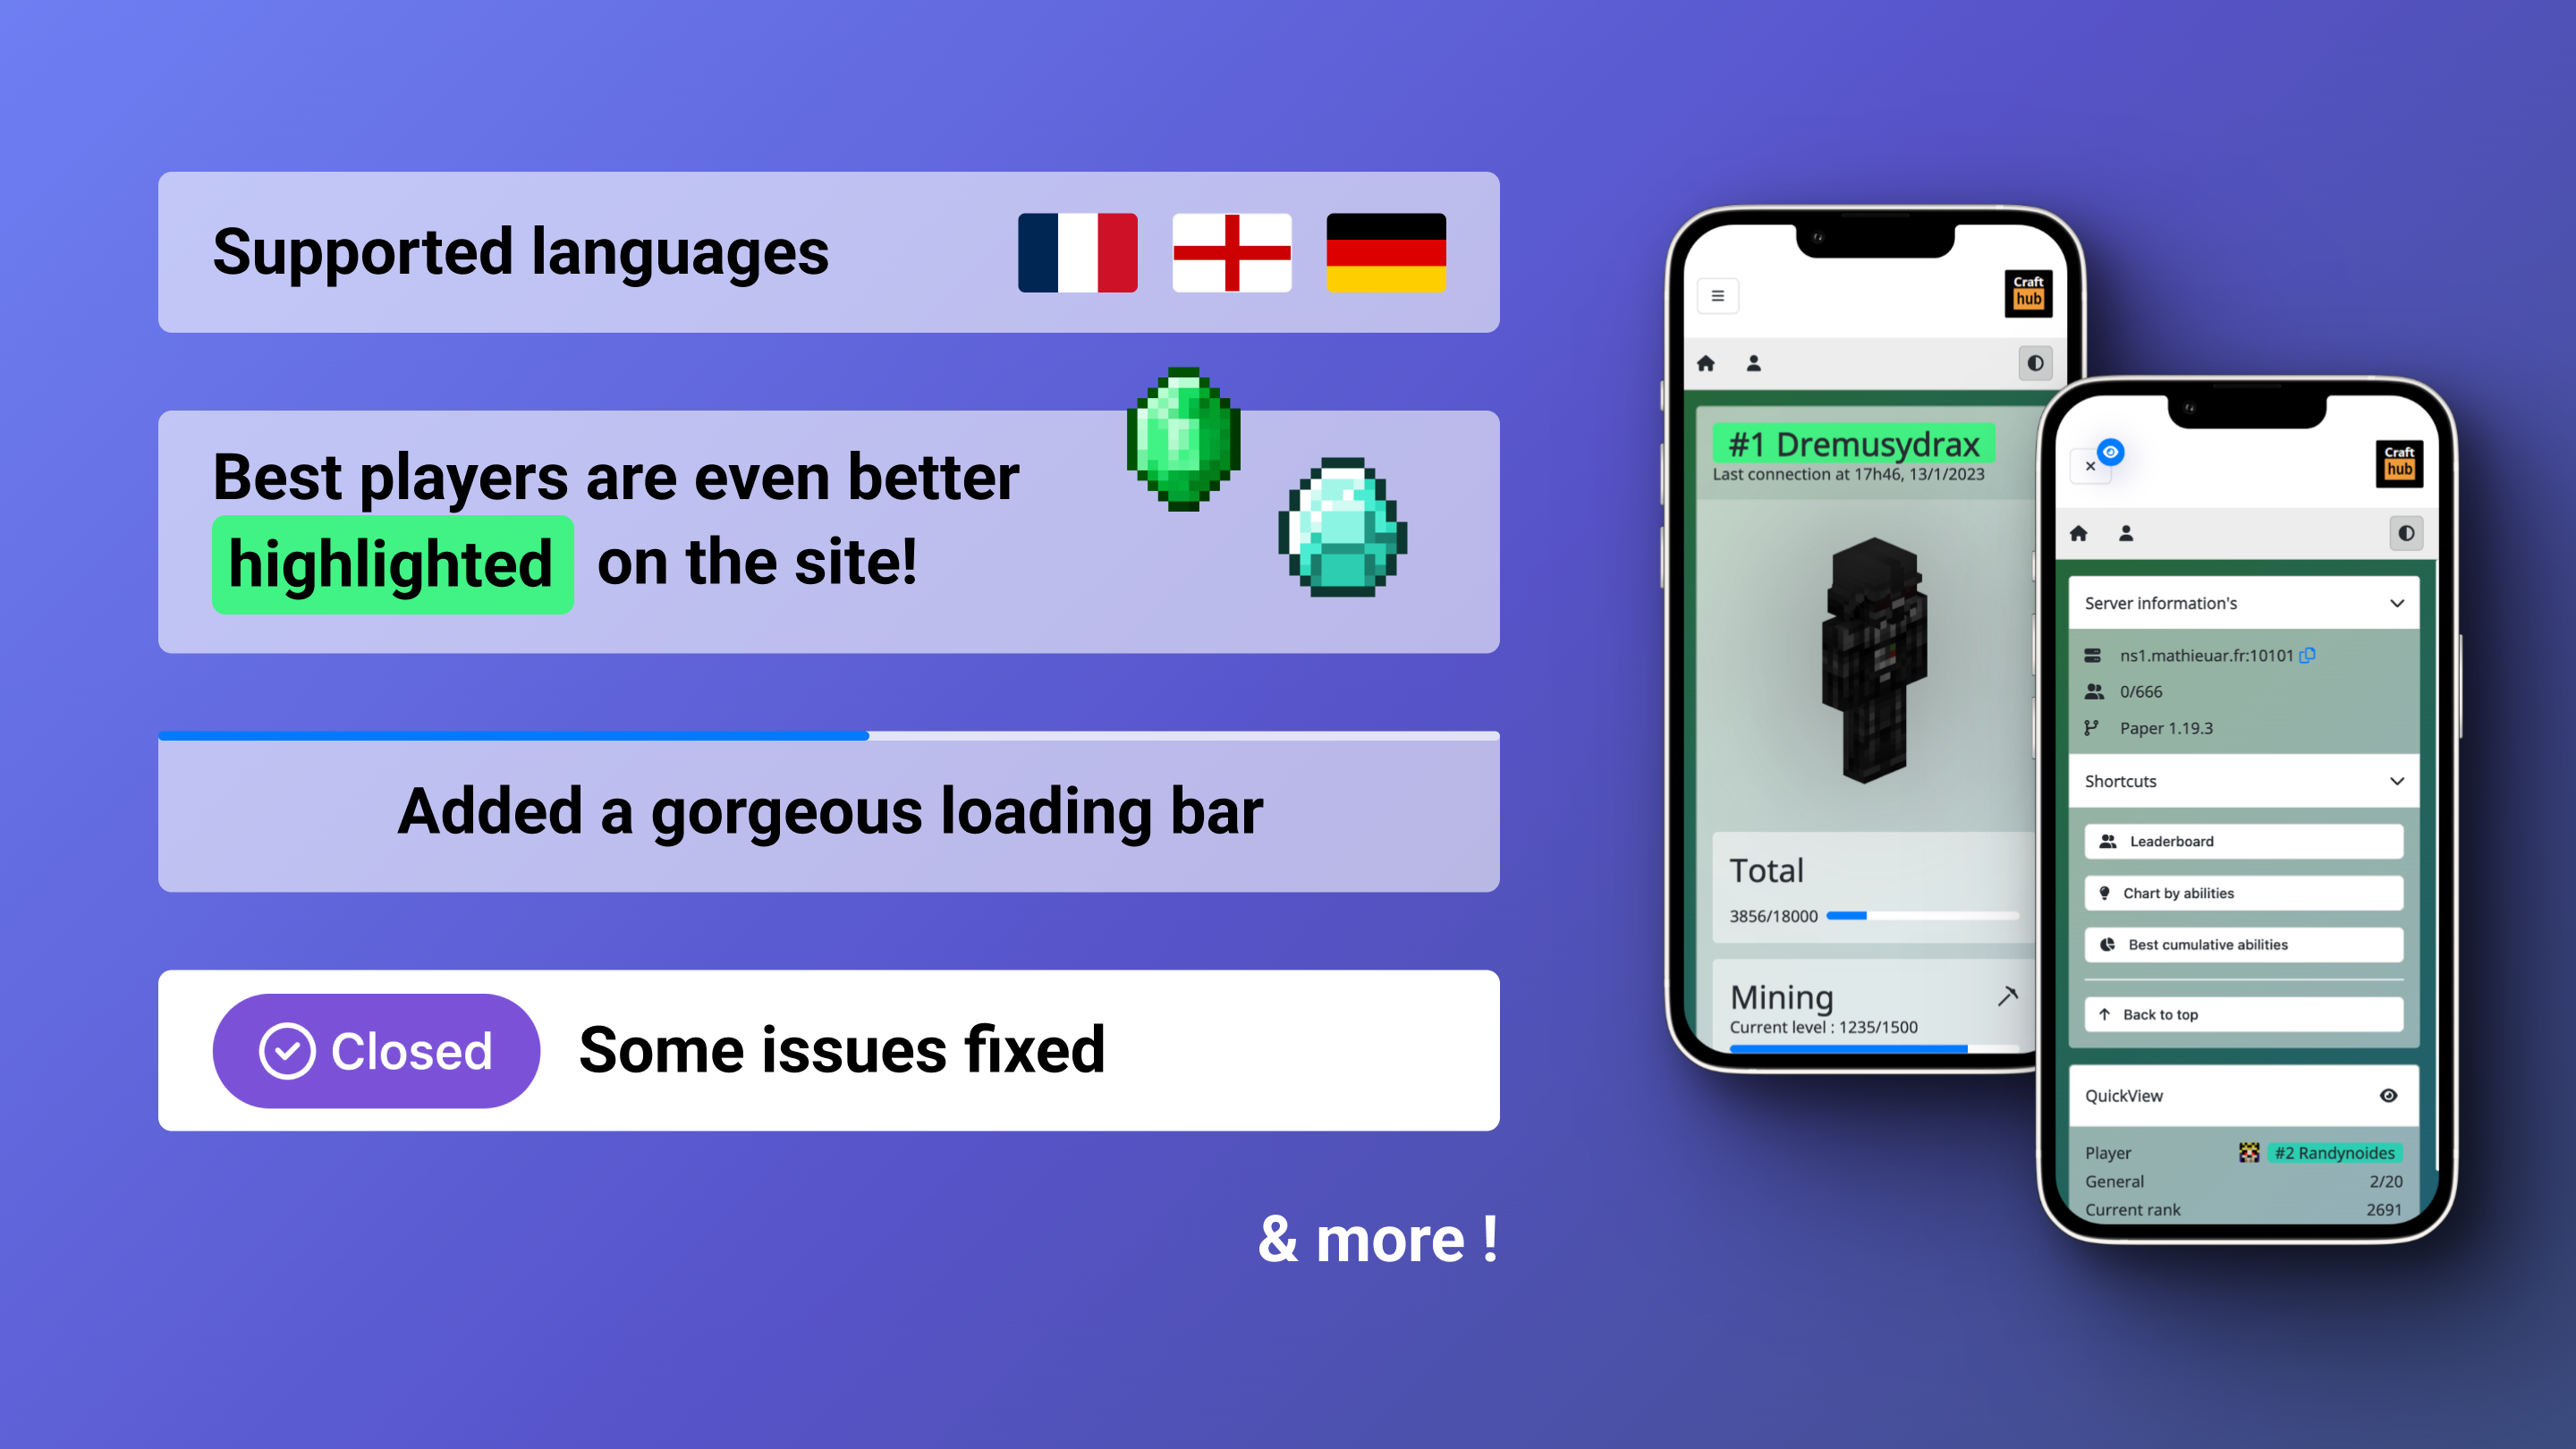 Supported languages
Best players are even better
highlighted on the site!
Added a gorgeous loading bar
Closed Some issues fixed
& more !
Craft
hub
#1 Dremusydrax
Last connection at 17h46, 13/1/2023
Total
3856/18000
Mining
Current level : 1235/1500
Craft
hub
Server information's
ns1.mathieuar.fr:10101
0/666
Paper 1.19.3
Shortcuts
Leaderboard
Chart by abilities
Best cumulative abilities
Back to top
QuickView
Player #2 Randynoides
General 2/20
Current rank 2691